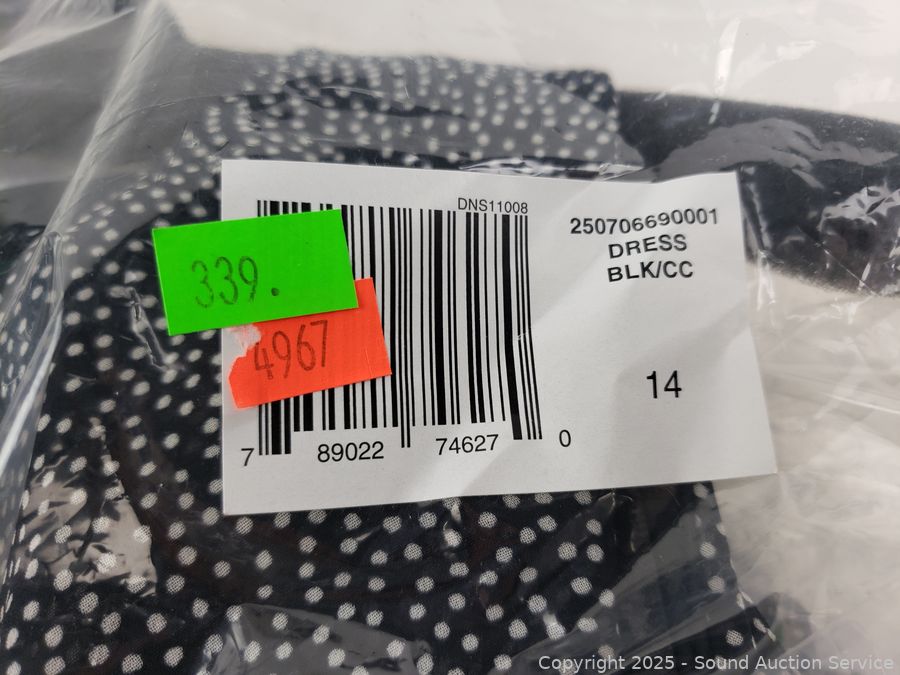 DNS11008
250706690001
DRESS
BLK/CC
339.
4967
14
7 89022 74627 0
Copyright © 2025 - Sound Auction Service